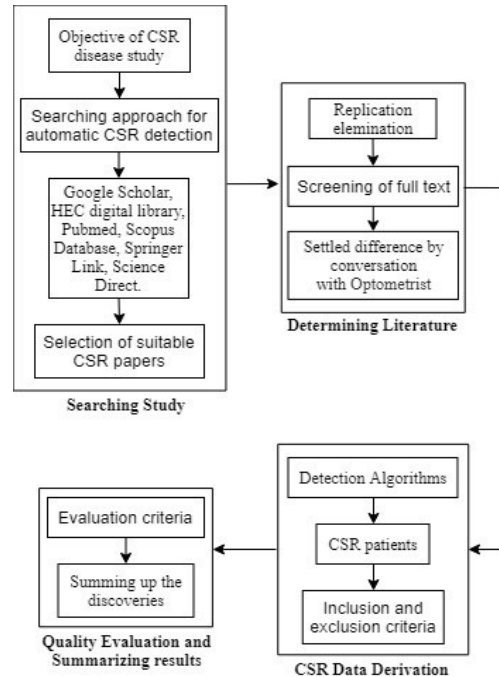 Objective of CSR
disease study
Searching approach for
automatic CSR detection
Google Scholar,
HEC digital library,
Pubmed, Scopus
Database, Springer
Link, Science
Direct.
Selection of suitable
CSR papers
Searching Study
Replication
elemination
Screening of full text
Settled difference by
conversation
with Optometrist
Determining Literature
Detection Algorithms
CSR patients
Inclusion and
exclusion criteria
CSR Data Derivation
Evaluation criteria
Summing up the
discoveries
Quality Evaluation and
Summarizing results